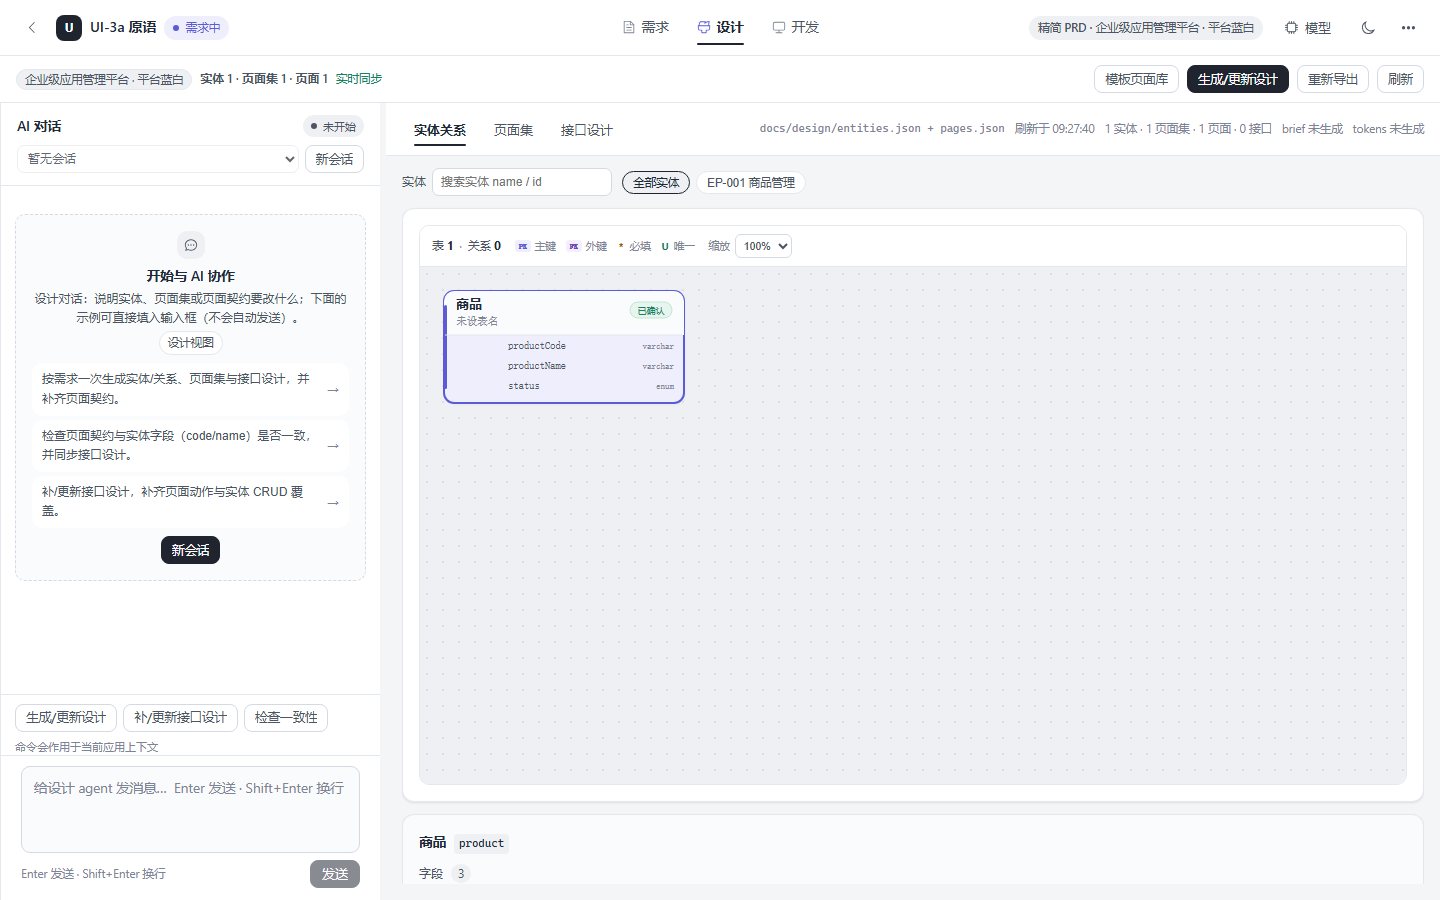 U UI-3a 原语 需求中 需求 设计 开发 精简 PRD · 企业级应用管理平台 · 平台蓝白 模型
企业级应用管理平台 · 平台蓝白 实体 1 · 页面集 1 · 页面 1 实时同步 模板页面库 生成/更新设计 重新导出 刷新
AI 对话 未开始
暂无会话 新会话
开始与 AI 协作
设计对话：说明实体、页面集或页面契约要改什么；下面的
示例可直接填入输入框（不会自动发送）。
设计视图
按需求一次生成实体/关系、页面集与接口设计，并
补齐页面契约。
→
检查页面契约与实体字段（code/name）是否一致，
并同步接口设计。
→
补/更新接口设计，补齐页面动作与实体 CRUD 覆
盖。
→
新会话
生成/更新设计 补/更新接口设计 检查一致性
命令会作用于当前应用上下文
给设计 agent 发消息... Enter 发送 · Shift+Enter 换行
Enter 发送 · Shift+Enter 换行 发送
实体关系 页面集 接口设计 docs/design/entities.json + pages.json 刷新于 09:27:40 1 实体 · 1 页面集 · 1 页面 · 0 接口 brief 未生成 tokens 未生成
实体 搜索实体 name / id 全部实体 EP-001 商品管理
表 1 · 关系 0 PK 主键 FK 外键 * 必填 U 唯一 缩放 100%
商品 已确认
未设表名
productCode varchar
productName varchar
status enum
商品 product
字段 3